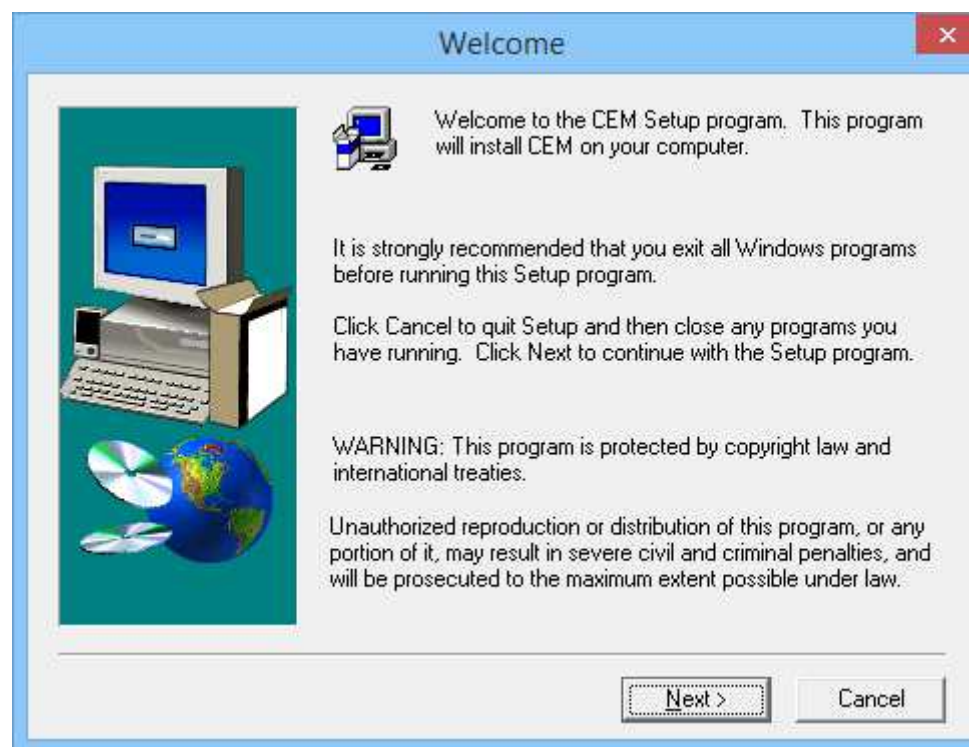 Welcome
Welcome to the CEM Setup program.  This program
will install CEM on your computer.
It is strongly recommended that you exit all Windows programs
before running this Setup program.
Click Cancel to quit Setup and then close any programs you
have running.  Click Next to continue with the Setup program.
WARNING: This program is protected by copyright law and
international treaties.
Unauthorized reproduction or distribution of this program, or any
portion of it, may result in severe civil and criminal penalties, and
will be prosecuted to the maximum extent possible under law.
Next >
Cancel